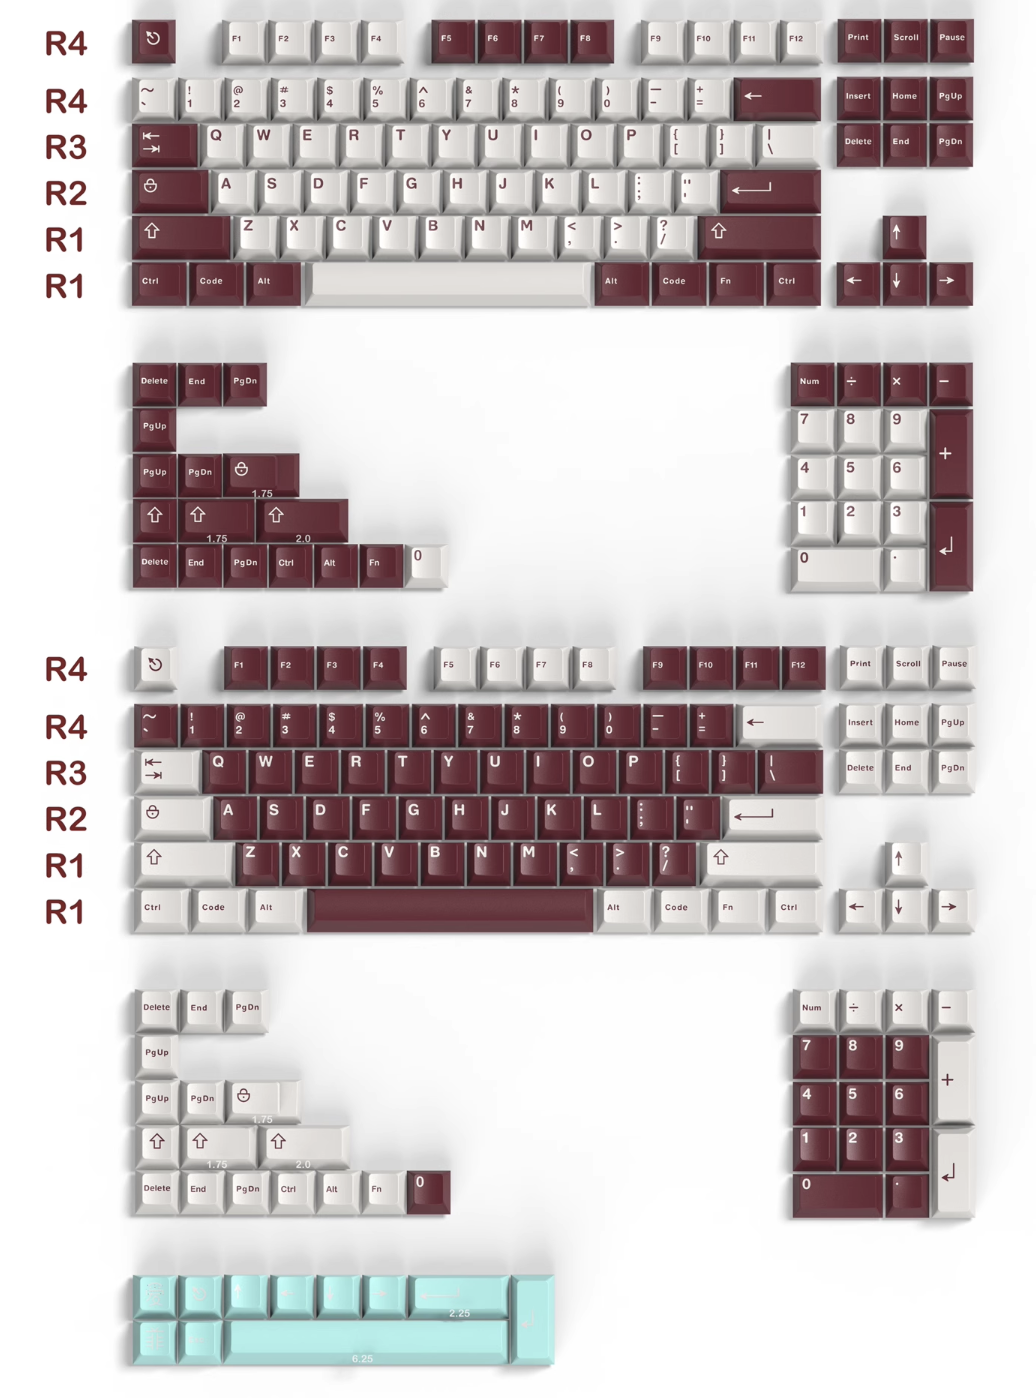 R4 F1 F2 F3 F4 F5 F6 F7 F8 F9 F10 F11 F12 Print Scroll Pause
R4 ~ ` ! 1 @ 2 # 3 $ 4 % 5 ^ 6 & 7 * 8 ( 9 ) 0 — - + = ← Insert Home PgUp
R3 Q W E R T Y U I O P { [ } ] | \ Delete End PgDn
R2 A S D F G H J K L : ; " '
R1 Z X C V B N M < , > . ? / ↑
R1 Ctrl Code Alt Alt Code Fn Ctrl ← ↓ →
Delete End PgDn Num ÷ × −
PgUp 7 8 9 +
PgUp PgDn 1.75 4 5 6
1.75 2.0 1 2 3
Delete End PgDn Ctrl Alt Fn 0 0 .
R4 F1 F2 F3 F4 F5 F6 F7 F8 F9 F10 F11 F12 Print Scroll Pause
R4 ~ ` ! 1 @ 2 # 3 $ 4 % 5 ^ 6 & 7 * 8 ( 9 ) 0 — - + = ← Insert Home PgUp
R3 Q W E R T Y U I O P { [ } ] | \ Delete End PgDn
R2 A S D F G H J K L : ; " '
R1 Z X C V B N M < , > . ? / ↑
R1 Ctrl Code Alt Alt Code Fn Ctrl ← ↓ →
Delete End PgDn Num ÷ × −
PgUp 7 8 9 +
PgUp PgDn 1.75 4 5 6
1.75 2.0 1 2 3
Delete End PgDn Ctrl Alt Fn 0 0 .
2.25
6.25